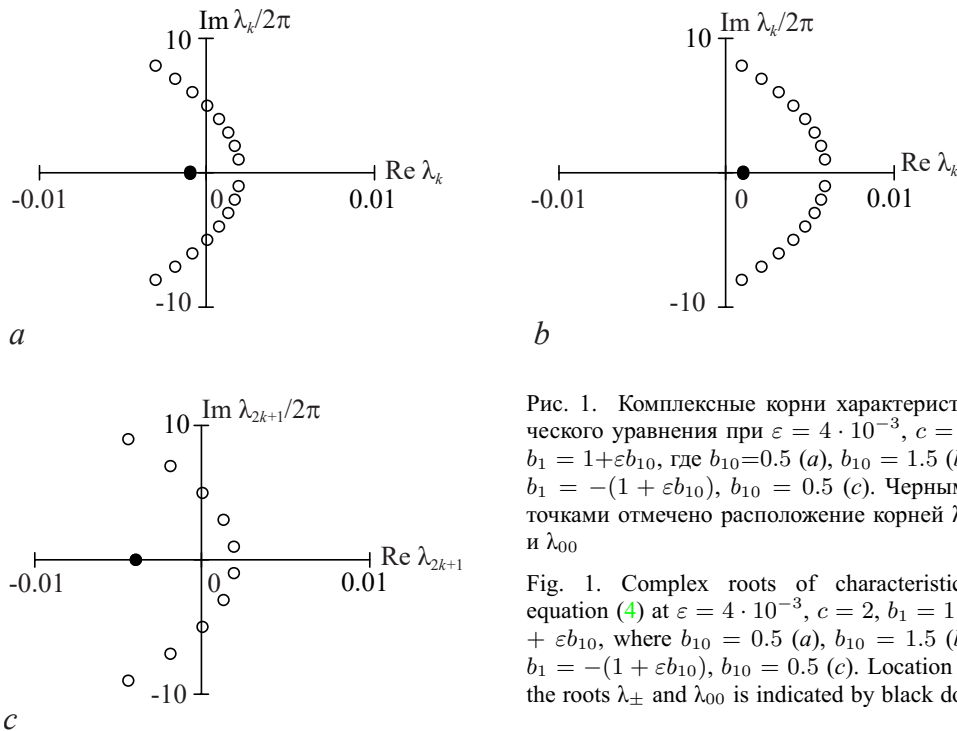 Im λₖ/2π
10
-0.01
0
0.01
Re λₖ
-10
a
Im λₖ/2π
10
-0.01
0
0.01
Re λₖ
-10
b
Im λ₂ₖ₊₁/2π
10
-0.01
0
0.01
Re λ₂ₖ₊₁
-10
c
Рис. 1. Комплексные корни характерист
ческого уравнения при ε = 4 · 10⁻³, c =
b₁ = 1+εb₁₀, где b₁₀=0.5 (a), b₁₀ = 1.5 (b
b₁ = −(1 + εb₁₀), b₁₀ = 0.5 (c). Черным
точками отмечено расположение корней λ
и λ₀₀
Fig. 1. Complex roots of characteristic
equation (4) at ε = 4 · 10⁻³, c = 2, b₁ = 1
+ εb₁₀, where b₁₀ = 0.5 (a), b₁₀ = 1.5 (b
b₁ = −(1 + εb₁₀), b₁₀ = 0.5 (c). Location
the roots λ± and λ₀₀ is indicated by black do